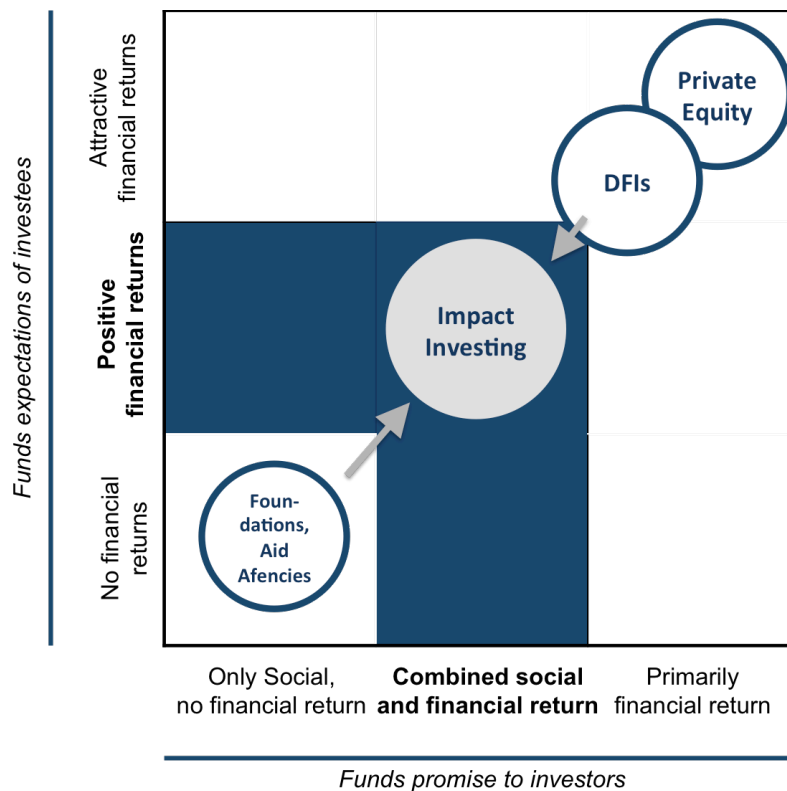 Funds expectations of investees
Attractive
financial returns
Positive
financial returns
No financial
returns
Private
Equity
DFIs
Impact
Investing
Foun-
dations,
Aid
Afencies
Only Social,
no financial return
Combined social
and financial return
Primarily
financial return
Funds promise to investors